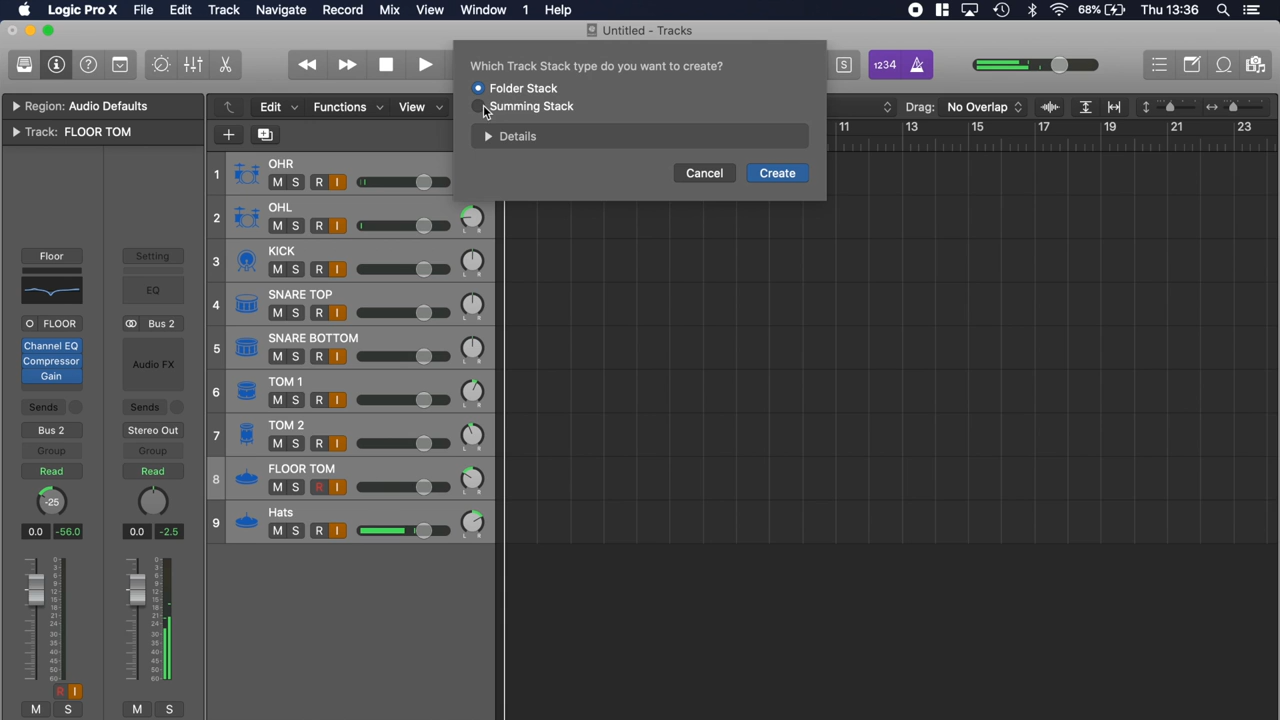 Logic Pro X File Edit Track Navigate Record Mix View Window 1 Help 68% Thu 13:36
Untitled - Tracks
Which Track Stack type do you want to create?
Folder Stack
Summing Stack
Details
Cancel Create
S 1234
Region: Audio Defaults
Track: FLOOR TOM
Edit Functions View Drag: No Overlap
11 13 15 17 19 21 23
1 OHR
M S R I
2 OHL
M S R I L R
3 KICK
M S R I L R
4 SNARE TOP
M S R I L R
5 SNARE BOTTOM
M S R I L R
6 TOM 1
M S R I L R
7 TOM 2
M S R I L R
8 FLOOR TOM
M S R I L R
9 Hats
M S R I L R
Floor Setting
EQ
FLOOR Bus 2
Channel EQ
Compressor Audio FX
Gain
Sends Sends
Bus 2 Stereo Out
Group Group
Read Read
-25
0.0 -56.0 0.0 -2.5
R I
M S M S